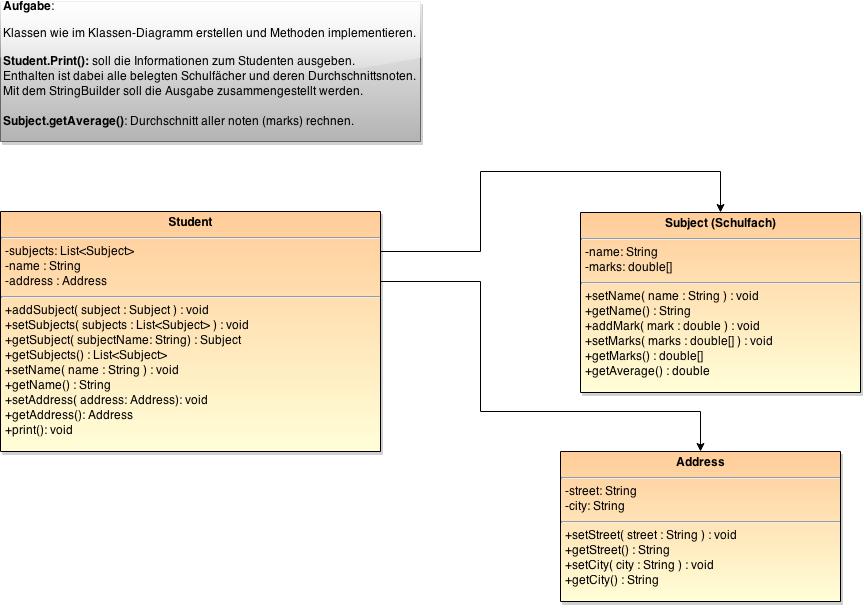 Aufgabe:
Klassen wie im Klassen-Diagramm erstellen und Methoden implementieren.
Student.Print(): soll die Informationen zum Studenten ausgeben.
Enthalten ist dabei alle belegten Schulfächer und deren Durchschnittsnoten.
Mit dem StringBuilder soll die Ausgabe zusammengestellt werden.
Subject.getAverage(): Durchschnitt aller noten (marks) rechnen.
Student
-subjects: List<Subject>
-name : String
-address : Address
+addSubject( subject : Subject ) : void
+setSubjects( subjects : List<Subject> ) : void
+getSubject( subjectName: String) : Subject
+getSubjects() : List<Subject>
+setName( name : String ) : void
+getName() : String
+setAddress( address: Address): void
+getAddress(): Address
+print(): void
Subject (Schulfach)
-name: String
-marks: double[]
+setName( name : String ) : void
+getName() : String
+addMark( mark : double ) : void
+setMarks( marks : double[] ) : void
+getMarks() : double[]
+getAverage() : double
Address
-street: String
-city: String
+setStreet( street : String ) : void
+getStreet() : String
+setCity( city : String ) : void
+getCity() : String